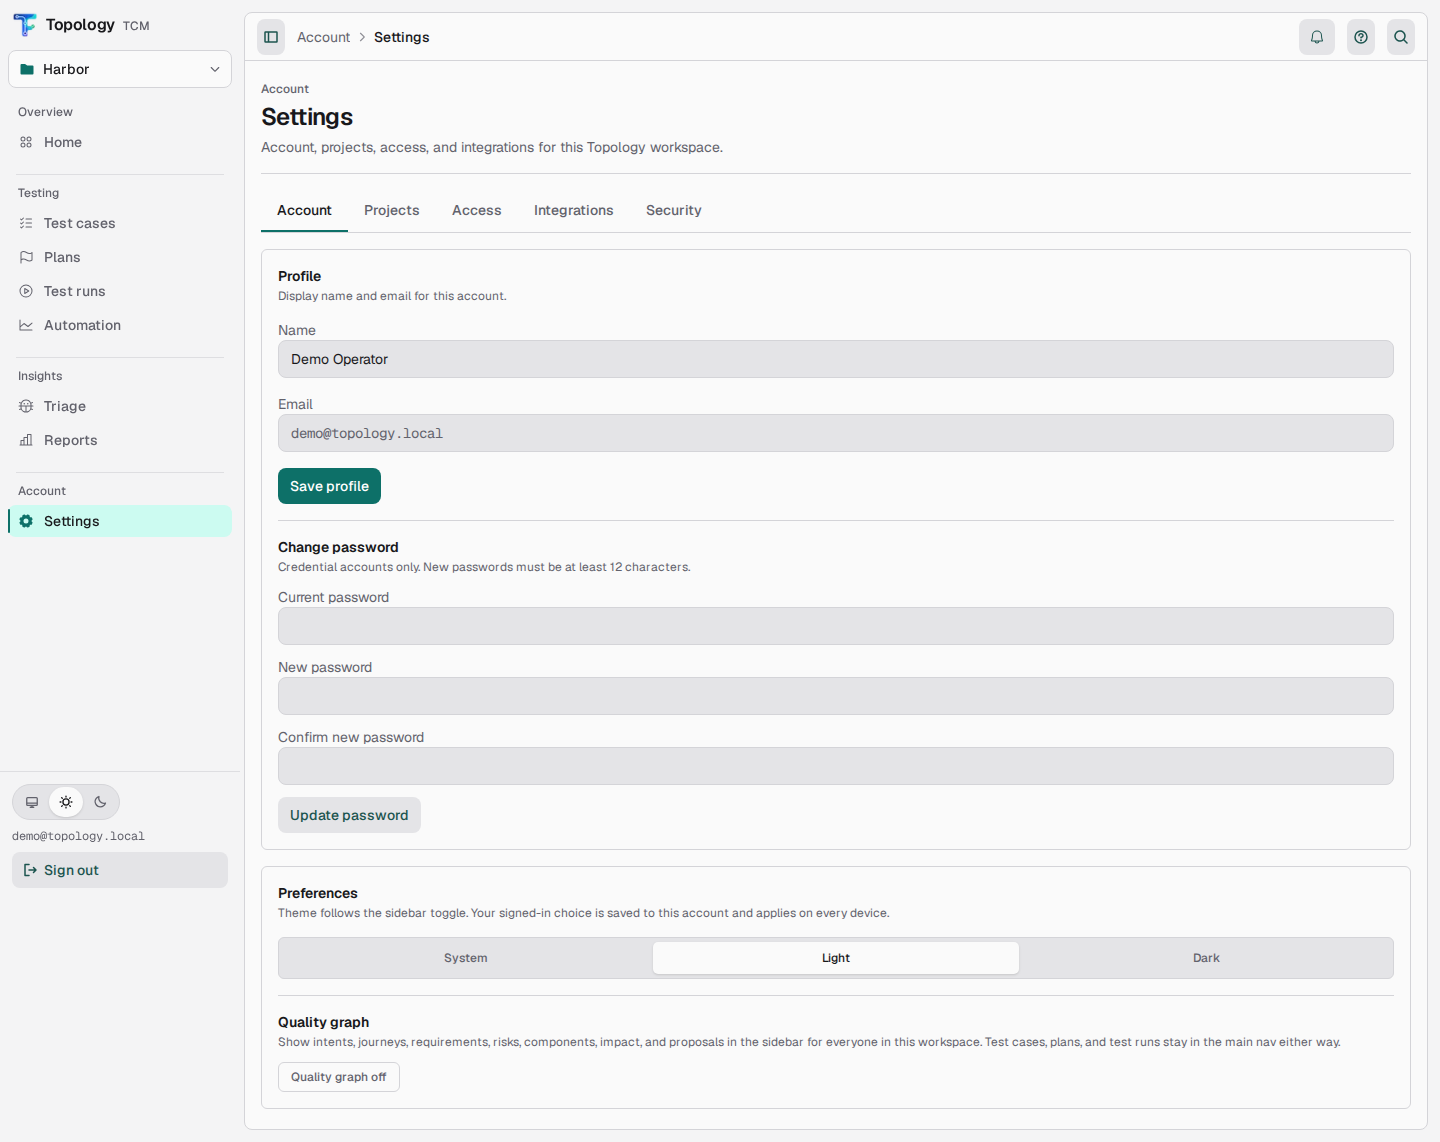 Topology TCM
Harbor
Overview
Home
Testing
Test cases
Plans
Test runs
Automation
Insights
Triage
Reports
Account
Settings
demo@topology.local
Sign out
Account > Settings
Account
Settings
Account, projects, access, and integrations for this Topology workspace.
Account Projects Access Integrations Security
Profile
Display name and email for this account.
Name
Demo Operator
Email
demo@topology.local
Save profile
Change password
Credential accounts only. New passwords must be at least 12 characters.
Current password
New password
Confirm new password
Update password
Preferences
Theme follows the sidebar toggle. Your signed-in choice is saved to this account and applies on every device.
System Light Dark
Quality graph
Show intents, journeys, requirements, risks, components, impact, and proposals in the sidebar for everyone in this workspace. Test cases, plans, and test runs stay in the main nav either way.
Quality graph off